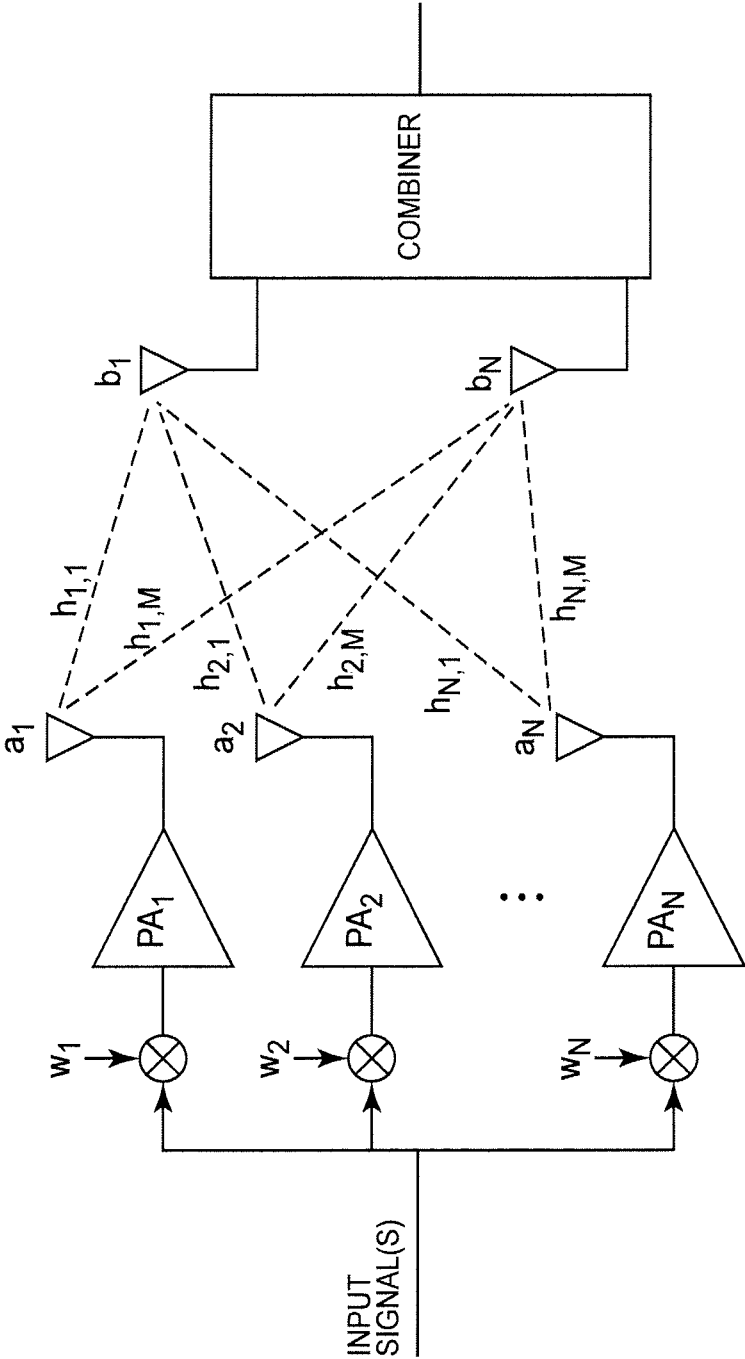 INPUT
SIGNAL(S)
w1
w2
wN
PA1
PA2
...
PAN
a1
a2
aN
h1,1
h1,M
h2,1
h2,M
hN,1
hN,M
b1
bN
COMBINER